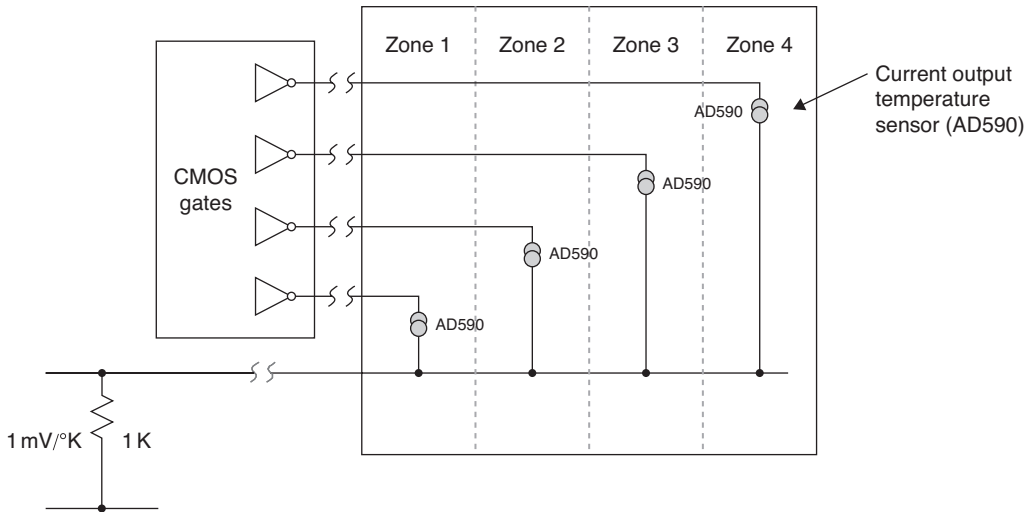 Zone 1
Zone 2
Zone 3
Zone 4
Current output
temperature
sensor (AD590)
AD590
CMOS
gates
AD590
AD590
AD590
1 mV/°K
1 K